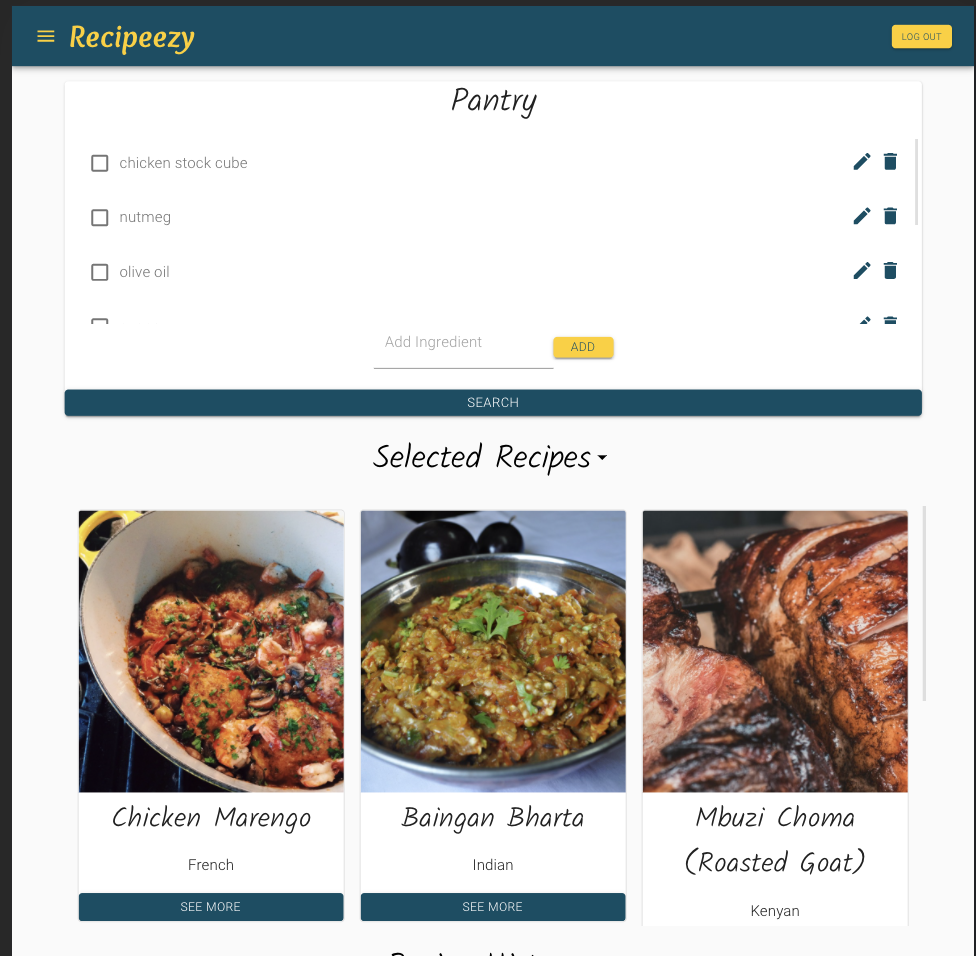 Recipeezy
LOG OUT
Pantry
chicken stock cube
nutmeg
olive oil
Add Ingredient
ADD
SEARCH
Selected Recipes
Chicken Marengo
Baingan Bharta
Mbuzi Choma
(Roasted Goat)
French
Indian
Kenyan
SEE MORE
SEE MORE